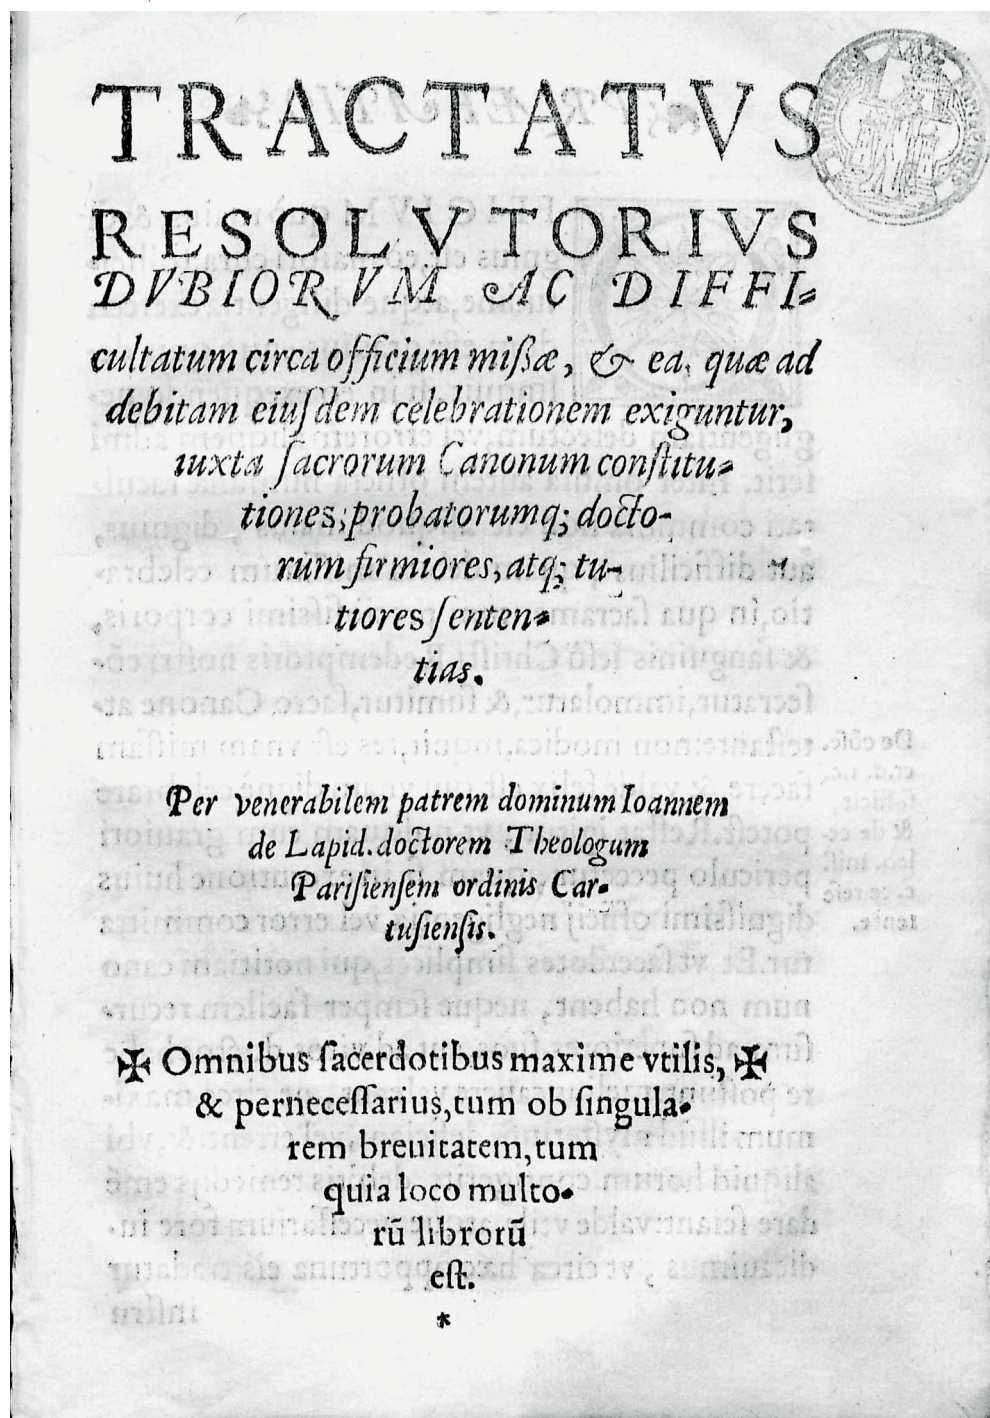 TRACTATVS
RESOLVTORIVS
DVBIORVM AC DIFFI⸗
cultatum circa officium mißæ, & ea, quæ ad
debitam eiuſdem celebrationem exiguntur,
iuxta ſacrorum Canonum conſtitu⸗
tiones; probatorumq; docto-
rum firmiores, atq; tu-
tiores ſenten⸗
tias.
Per venerabilem patrem dominum Ioannem
de Lapid. doctorem Theologum
Pariſienſem ordinis Car⸗
tuſienſis.
✠ Omnibus ſacerdotibus maxime vtilis, ✠
& perneceſſarius, tum ob ſingula⸗
rem breuitatem, tum
quia loco multo⸗
rū librorū
eſt.
*